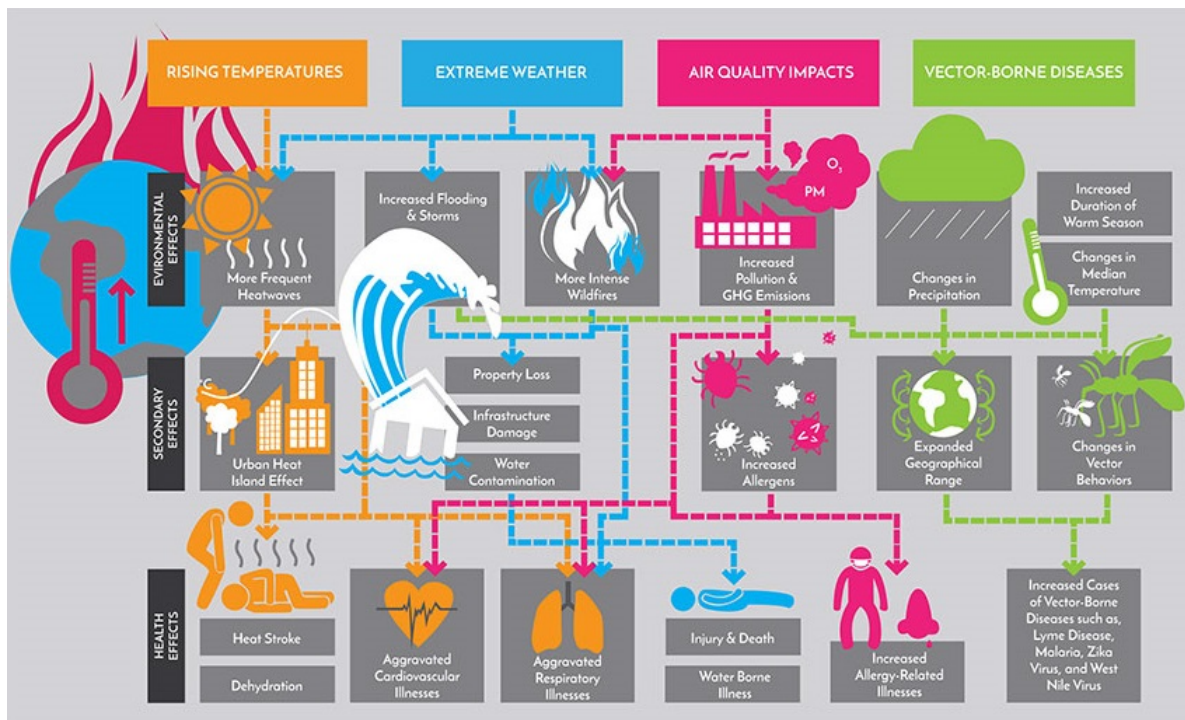 RISING TEMPERATURES
EXTREME WEATHER
AIR QUALITY IMPACTS
VECTOR-BORNE DISEASES
EVIRONMENTAL
EFFECTS
More Frequent
Heatwaves
Increased Flooding
& Storms
More Intense
Wildfires
O₃
PM
Increased
Pollution &
GHG Emissions
Changes in
Precipitation
Increased
Duration of
Warm Season
Changes in
Median
Temperature
SECONDARY
EFFECTS
°C
Urban Heat
Island Effect
Property Loss
Infrastructure
Damage
Water
Contamination
Increased
Allergens
Expanded
Geographical
Range
Changes in
Vector
Behaviors
HEALTH
EFFECTS
Heat Stroke
Dehydration
Aggravated
Cardiovascular
Illnesses
Aggravated
Respiratory
Illnesses
Injury & Death
Water Borne
Illness
Increased
Allergy-Related
Illnesses
Increased Cases
of Vector-Borne
Diseases such as,
Lyme Disease,
Malaria, Zika
Virus, and West
Nile Virus